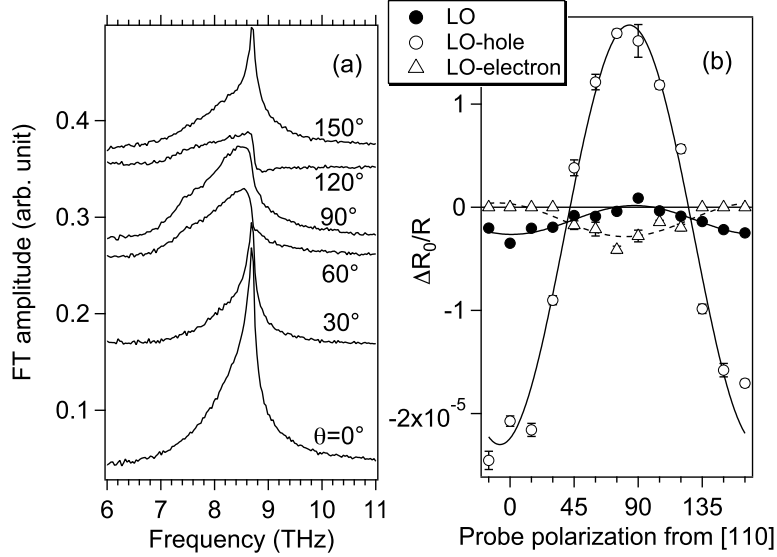 LO
LO-hole
LO-electron
(a)
(b)
FT amplitude (arb. unit)
0.4
0.3
0.2
0.1
150°
120°
90°
60°
30°
θ=0°
6 7 8 9 10 11
Frequency (THz)
ΔR₀/R
1
0
-1
-2x10⁻⁵
0 45 90 135
Probe polarization from [110]